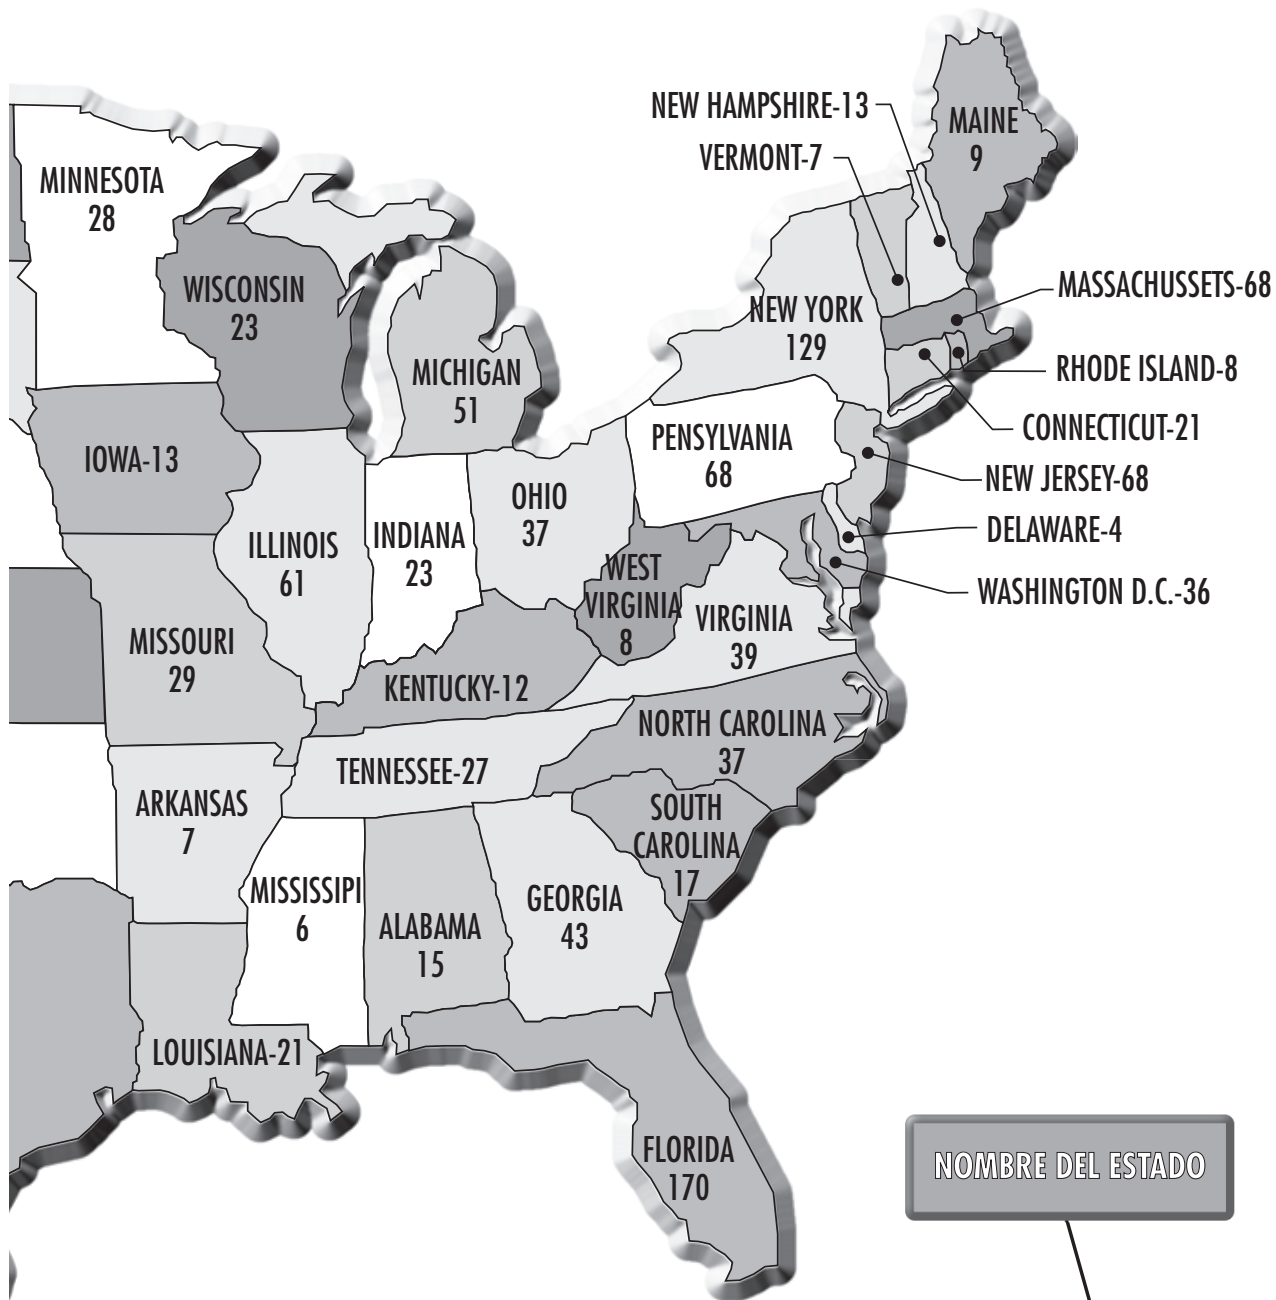 NEW HAMPSHIRE-13
MAINE
9
VERMONT-7
MINNESOTA
28
WISCONSIN
23
MASSACHUSSETS-68
NEW YORK
129
RHODE ISLAND-8
MICHIGAN
51
CONNECTICUT-21
PENSYLVANIA
68
IOWA-13
NEW JERSEY-68
OHIO
37
DELAWARE-4
INDIANA
23
ILLINOIS
61
WEST
VIRGINIA
8
WASHINGTON D.C.-36
VIRGINIA
39
MISSOURI
29
KENTUCKY-12
NORTH CAROLINA
37
TENNESSEE-27
ARKANSAS
7
SOUTH
CAROLINA
17
MISSISSIPI
6
GEORGIA
43
ALABAMA
15
LOUISIANA-21
FLORIDA
170
NOMBRE DEL ESTADO